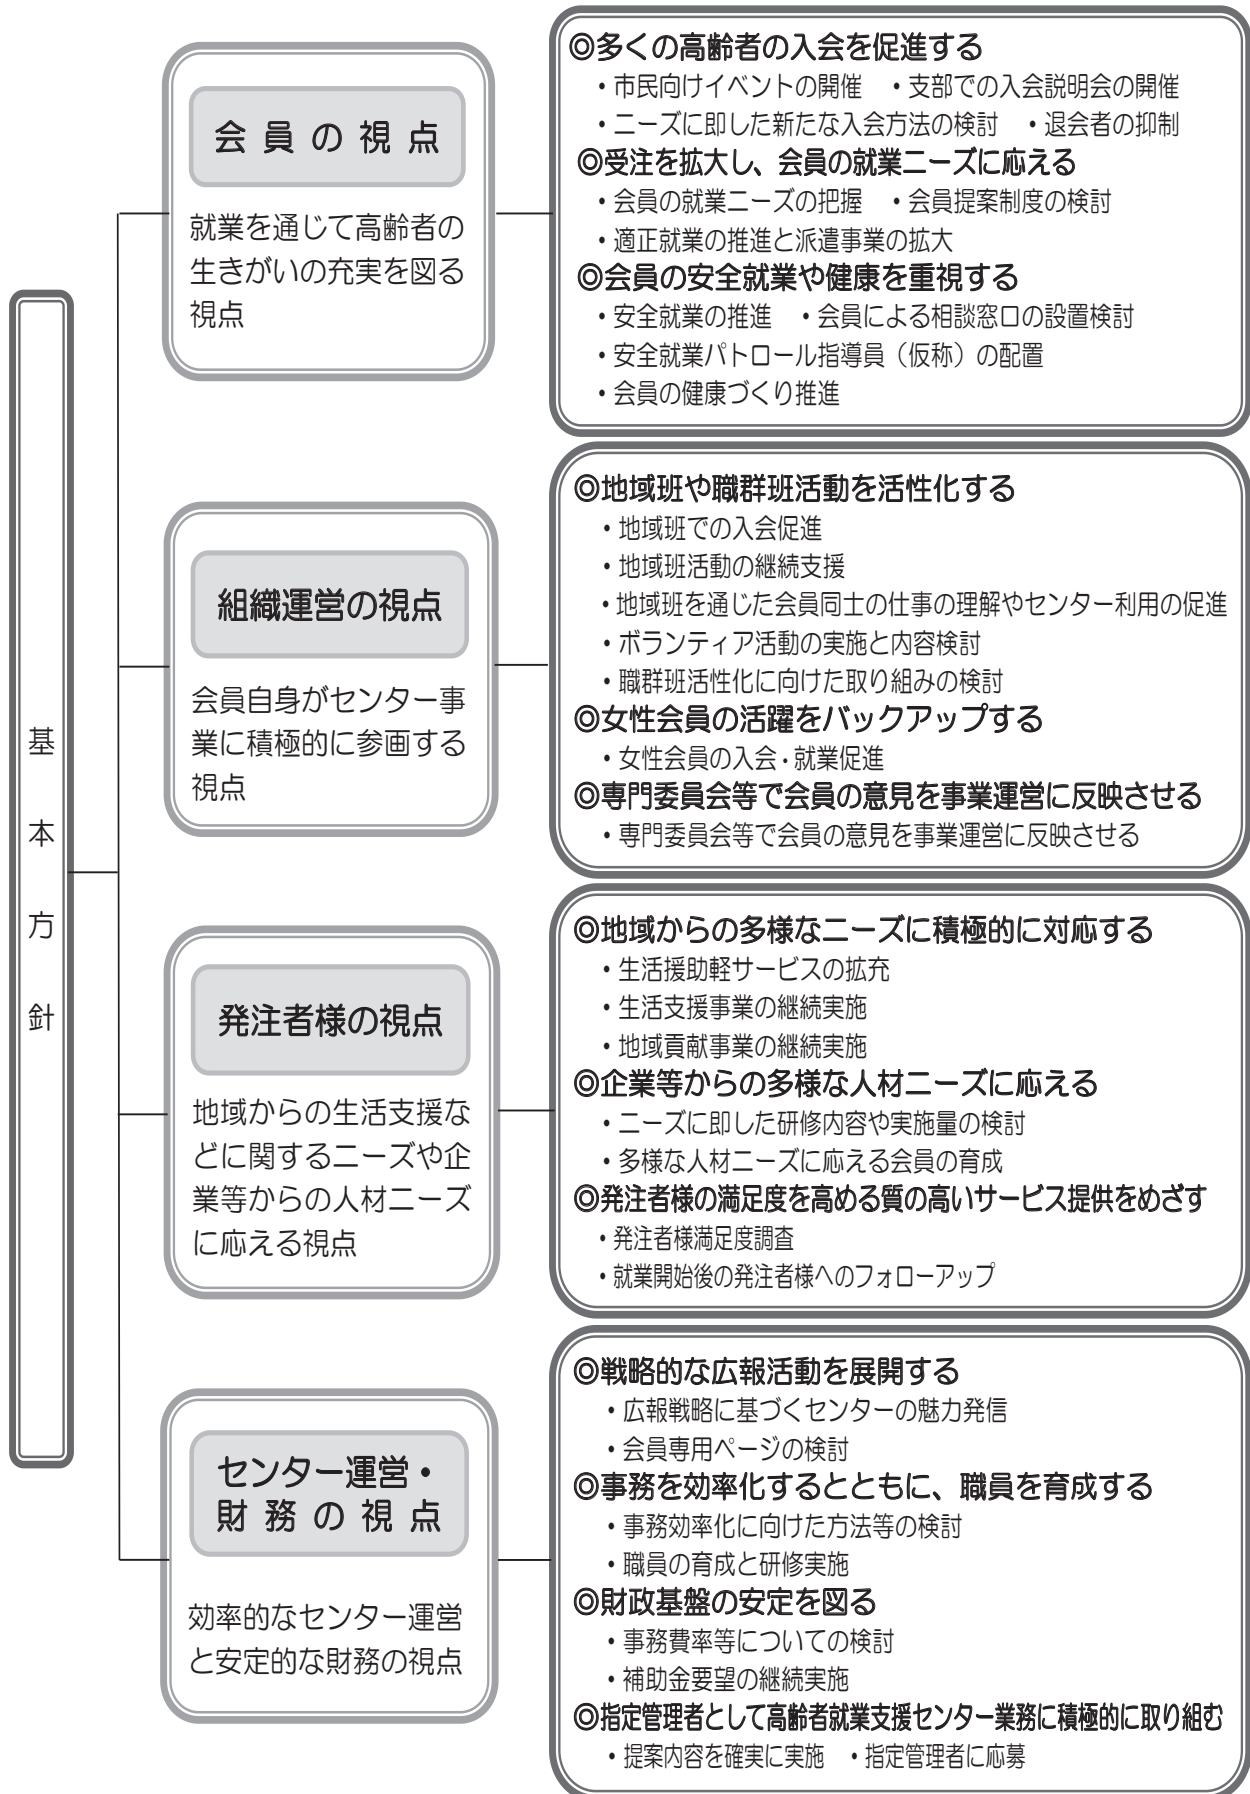 基本方針
会員の視点
就業を通じて高齢者の
生きがいの充実を図る
視点
◎多くの高齢者の入会を促進する
・市民向けイベントの開催　・支部での入会説明会の開催
・ニーズに即した新たな入会方法の検討　・退会者の抑制
◎受注を拡大し、会員の就業ニーズに応える
・会員の就業ニーズの把握　・会員提案制度の検討
・適正就業の推進と派遣事業の拡大
◎会員の安全就業や健康を重視する
・安全就業の推進　・会員による相談窓口の設置検討
・安全就業パトロール指導員（仮称）の配置
・会員の健康づくり推進
組織運営の視点
会員自身がセンター事
業に積極的に参画する
視点
◎地域班や職群班活動を活性化する
・地域班での入会促進
・地域班活動の継続支援
・地域班を通じた会員同士の仕事の理解やセンター利用の促進
・ボランティア活動の実施と内容検討
・職群班活性化に向けた取り組みの検討
◎女性会員の活躍をバックアップする
・女性会員の入会・就業促進
◎専門委員会等で会員の意見を事業運営に反映させる
・専門委員会等で会員の意見を事業運営に反映させる
発注者様の視点
地域からの生活支援な
どに関するニーズや企
業等からの人材ニーズ
に応える視点
◎地域からの多様なニーズに積極的に対応する
・生活援助軽サービスの拡充
・生活支援事業の継続実施
・地域貢献事業の継続実施
◎企業等からの多様な人材ニーズに応える
・ニーズに即した研修内容や実施量の検討
・多様な人材ニーズに応える会員の育成
◎発注者様の満足度を高める質の高いサービス提供をめざす
・発注者様満足度調査
・就業開始後の発注者様へのフォローアップ
センター運営・
財務の視点
効率的なセンター運営
と安定的な財務の視点
◎戦略的な広報活動を展開する
・広報戦略に基づくセンターの魅力発信
・会員専用ページの検討
◎事務を効率化するとともに、職員を育成する
・事務効率化に向けた方法等の検討
・職員の育成と研修実施
◎財政基盤の安定を図る
・事務費率等についての検討
・補助金要望の継続実施
◎指定管理者として高齢者就業支援センター業務に積極的に取り組む
・提案内容を確実に実施　・指定管理者に応募